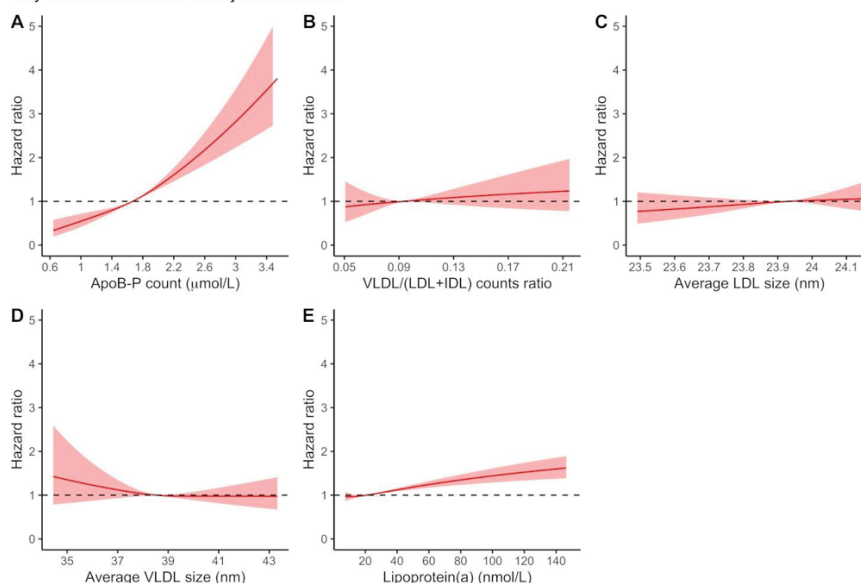 A
Hazard ratio
5
4
3
2
1
0
0.6 1 1.4 1.8 2.2 2.6 3 3.4
ApoB-P count (μmol/L)
B
Hazard ratio
5
4
3
2
1
0
0.05 0.09 0.13 0.17 0.21
VLDL/(LDL+IDL) counts ratio
C
Hazard ratio
5
4
3
2
1
0
23.5 23.6 23.7 23.8 23.9 24 24.1
Average LDL size (nm)
D
Hazard ratio
5
4
3
2
1
0
35 37 39 41 43
Average VLDL size (nm)
E
Hazard ratio
5
4
3
2
1
0
20 40 60 80 100 120 140
Lipoprotein(a) (nmol/L)